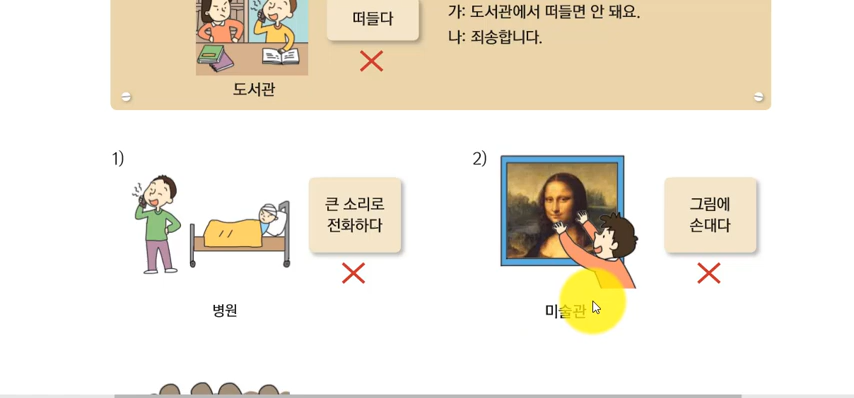 떠들다
가: 도서관에서 떠들면 안 돼요.
나: 죄송합니다.
도서관
1)
큰 소리로
전화하다
병원
2)
그림에
손대다
미술관